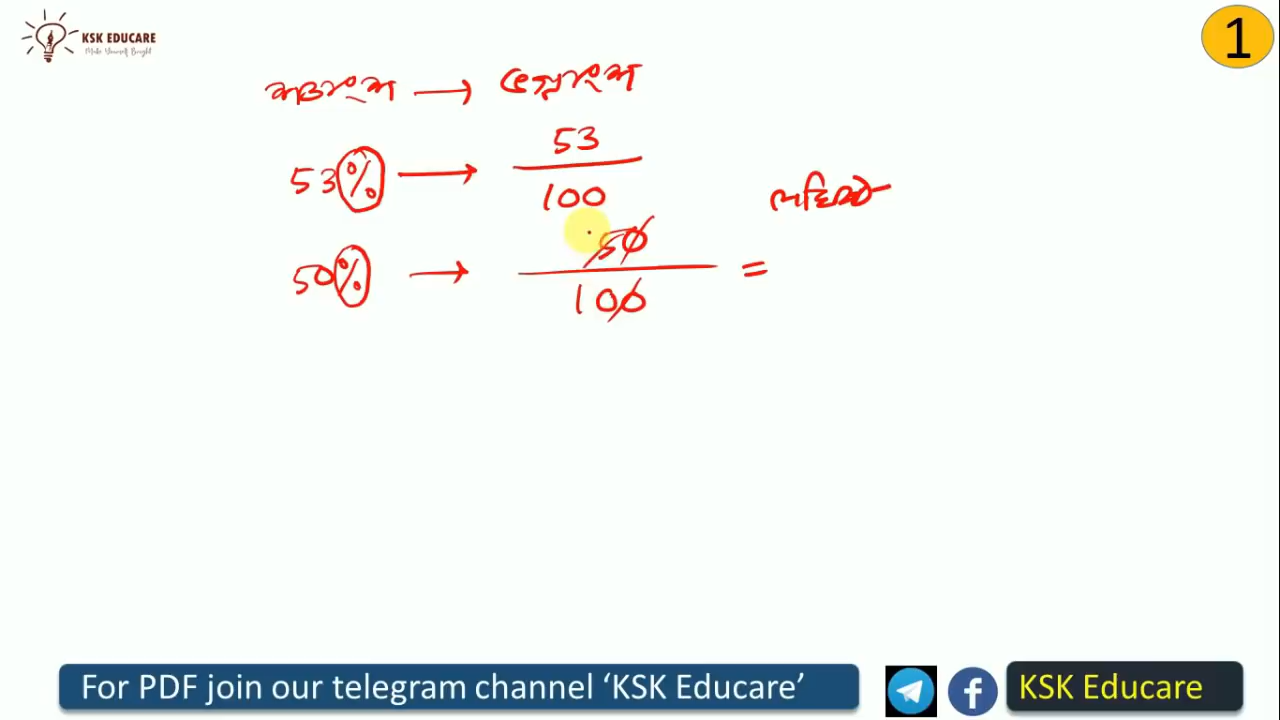 KSK EDUCARE
Make Yourself Bright
1
শতাংশ → ভগ্নাংশ
53% → 53/100
50% → 50/100 =
For PDF join our telegram channel ‘KSK Educare’
KSK Educare